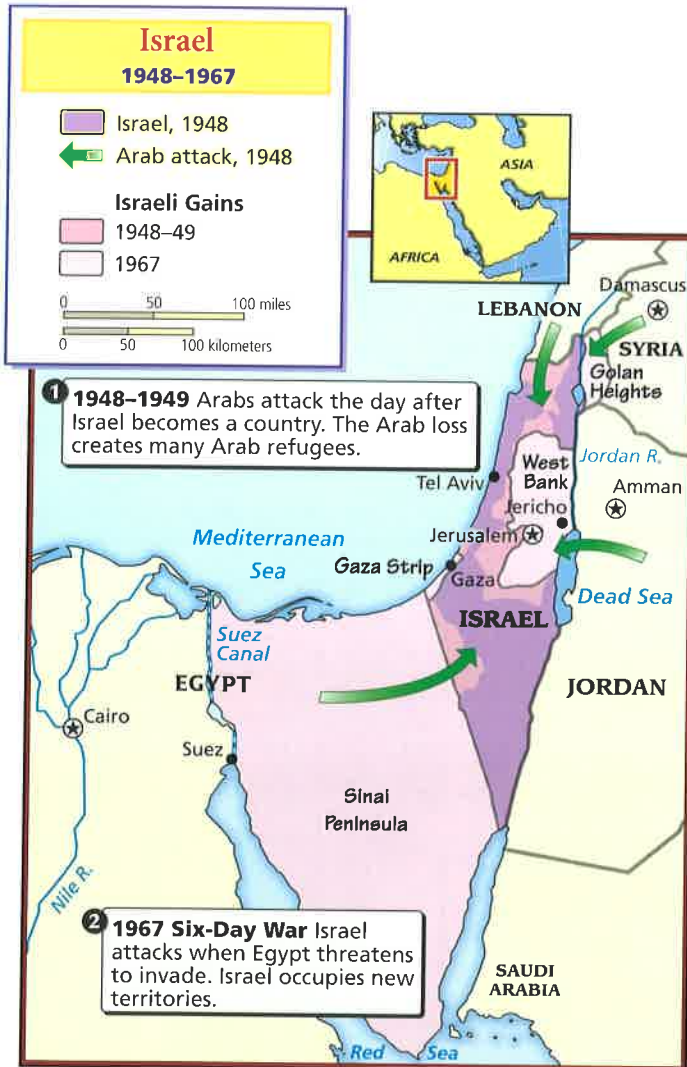 Israel
1948–1967
Israel, 1948
Arab attack, 1948
Israeli Gains
1948–49
1967
0 50 100 miles
0 50 100 kilometers
ASIA
AFRICA
Damascus
LEBANON
SYRIA
Golan
Heights
1 1948–1949 Arabs attack the day after
Israel becomes a country. The Arab loss
creates many Arab refugees.
West
Bank
Jordan R.
Tel Aviv
Amman
Jericho
Jerusalem
Mediterranean
Sea
Gaza Strip
Gaza
Dead Sea
ISRAEL
Suez
Canal
EGYPT
JORDAN
Cairo
Suez
Sinai
Peninsula
Nile R.
2 1967 Six-Day War Israel
attacks when Egypt threatens
to invade. Israel occupies new
territories.
SAUDI
ARABIA
Red Sea